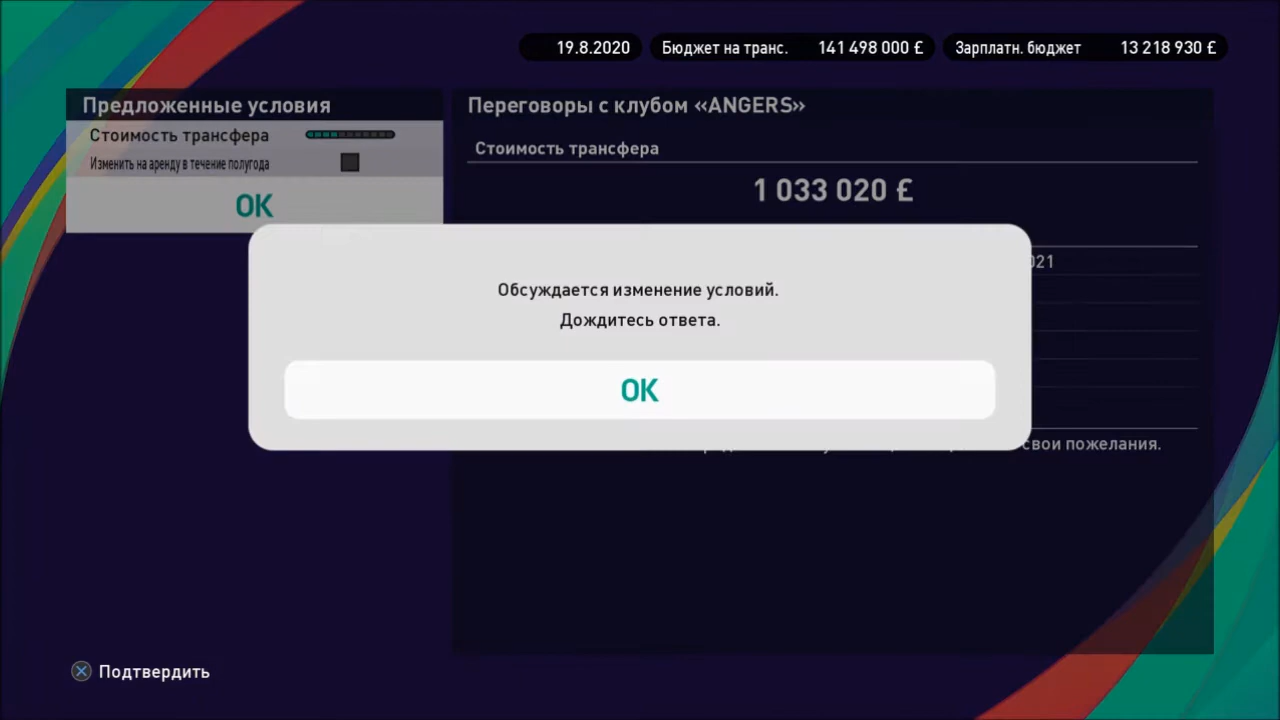 19.8.2020 Бюджет на транс. 141 498 000 £ Зарплатн. бюджет 13 218 930 £
Предложенные условия
Стоимость трансфера
Изменить на аренду в течение полугода
OK
Переговоры с клубом «ANGERS»
Стоимость трансфера
1 033 020 £
021
Обсуждается изменение условий.
Дождитесь ответа.
OK
свои пожелания.
Подтвердить